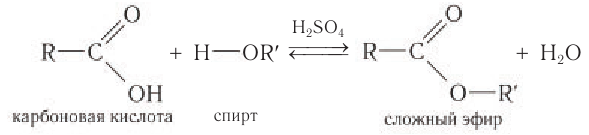 O O
R—C + H—OR′ H₂SO₄ R—C + H₂O
OH O—R′
карбоновая кислота спирт сложный эфир